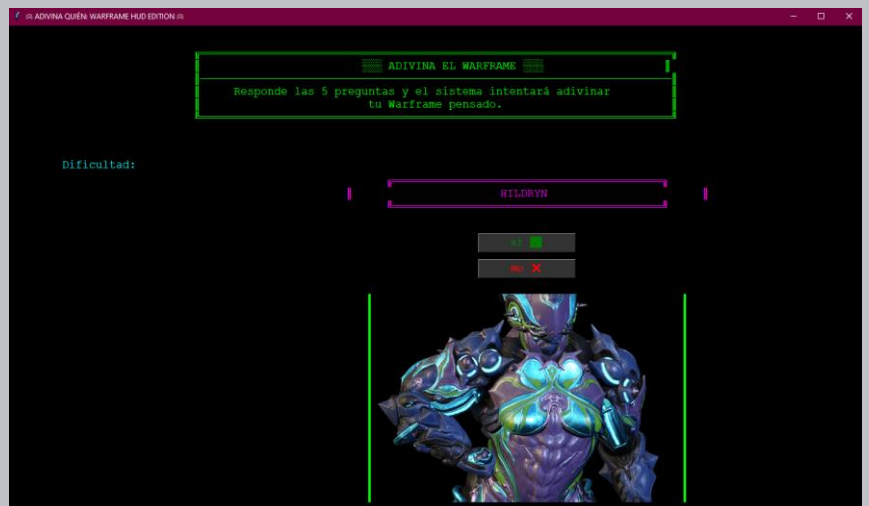 ADIVINA QUIÉN: WARFRAME HUD EDITION
ADIVINA EL WARFRAME
Responde las 5 preguntas y el sistema intentará adivinar
tu Warframe pensado.
Dificultad:
HILDRYN
SI
NO